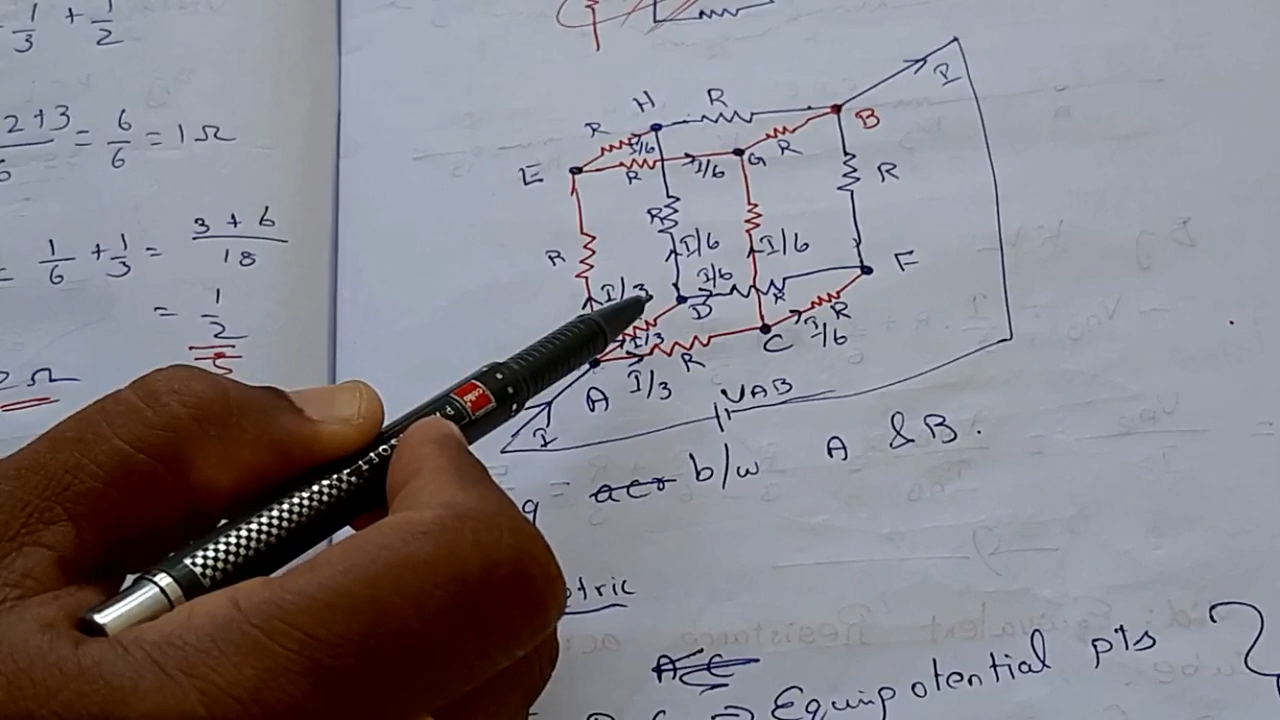 1/3 + 1/2
2+3 = 6/6 = 1Ω
= 1/6 + 1/3 = 3+6/18
= 1/2
2Ω
H R B I
R I/6 G R
E R I/6 R
R R I/6 I/6 F
I/3 I/6 D R
I/3 R C I/6 R
A I/3 VAB
I
q b/w A & B.
etric
Equipotential pts